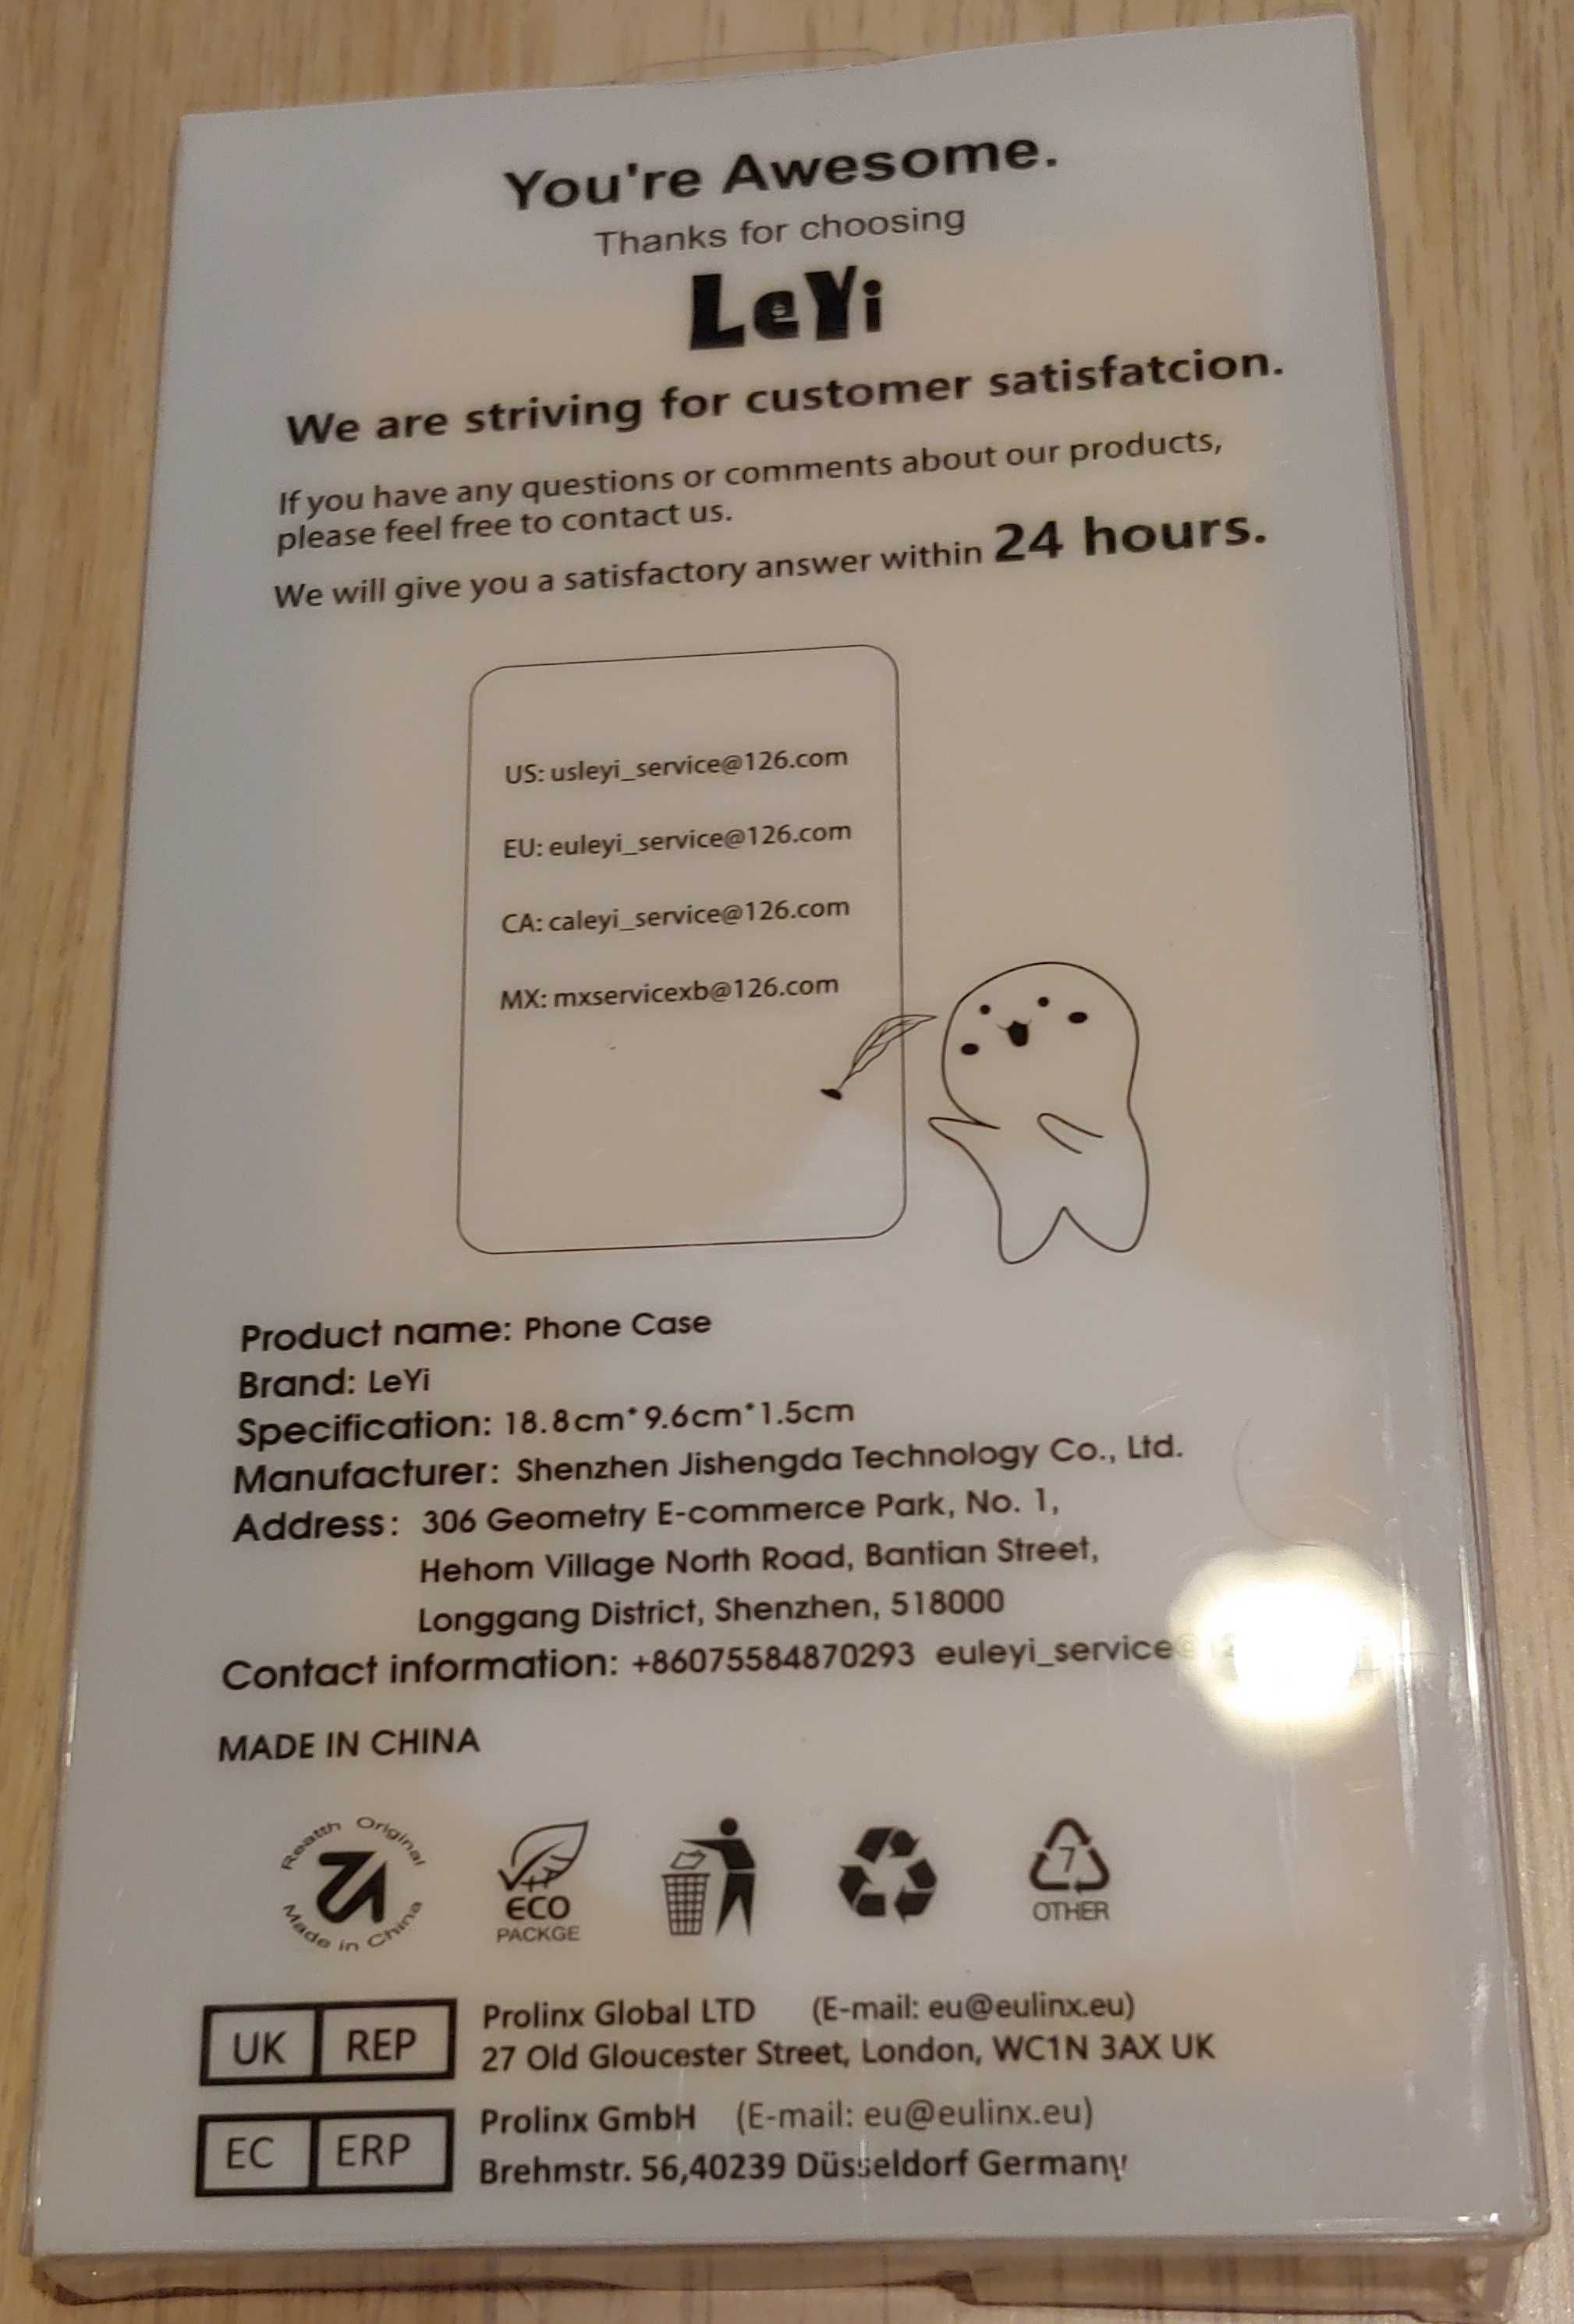 You're Awesome.
Thanks for choosing
LeYi
We are striving for customer satisfatcion.
If you have any questions or comments about our products,
please feel free to contact us.
We will give you a satisfactory answer within 24 hours.
US: usleyi_service@126.com
EU: euleyi_service@126.com
CA: caleyi_service@126.com
MX: mxservicexb@126.com
Product name: Phone Case
Brand: LeYi
Specification: 18.8cm*9.6cm*1.5cm
Manufacturer: Shenzhen Jishengda Technology Co., Ltd.
Address: 306 Geometry E-commerce Park, No. 1,
Hehom Village North Road, Bantian Street,
Longgang District, Shenzhen, 518000
Contact information: +86075584870293
MADE IN CHINA
Reatth Original
Made in China
ECO
PACKGE
7
OTHER
UK REP
Prolinx Global LTD (E-mail: eu@eulinx.eu)
27 Old Gloucester Street, London, WC1N 3AX UK
EC ERP
Prolinx GmbH (E-mail: eu@eulinx.eu)
Brehmstr. 56,40239 Düsseldorf Germany